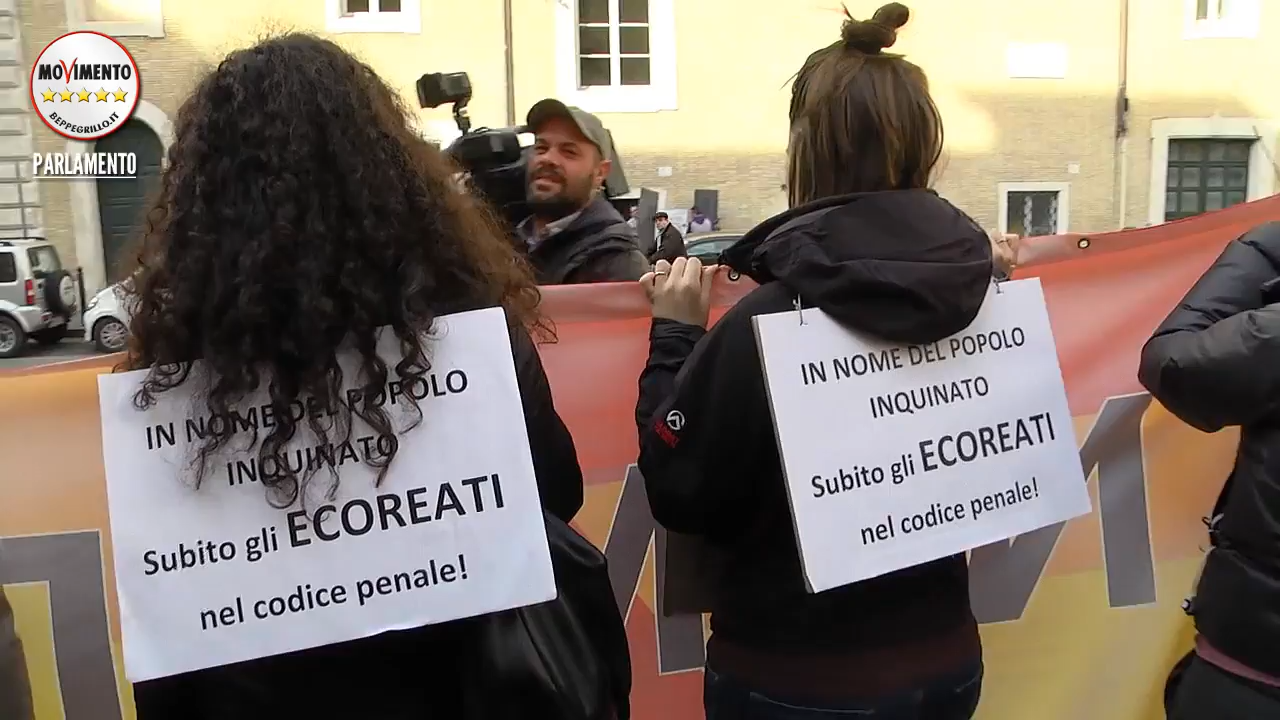 MOVIMENTO
BEPPEGRILLO.IT
PARLAMENTO
IN NOME DEL POPOLO
INQUINATO
Subito gli ECOREATI
nel codice penale!
IN NOME DEL POPOLO
INQUINATO
Subito gli ECOREATI
nel codice penale!